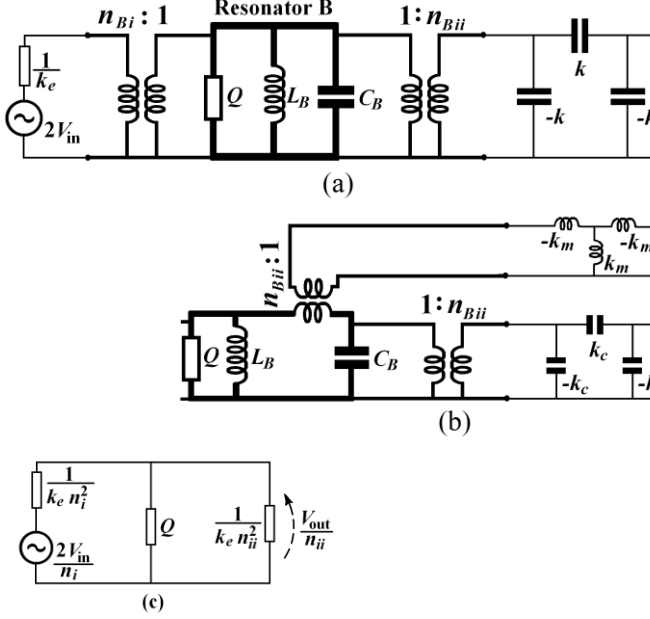 n_Bi : 1
Resonator B
1 : n_Bii
1/k_e
2V_in
Q
L_B
C_B
k
-k
-k
(a)
n_Bii : 1
-k_m
-k_m
k_m
1 : n_Bii
Q
L_B
C_B
k_c
-k_c
(b)
1/(k_e n_i^2)
2V_in/n_i
Q
1/(k_e n_ii^2)
V_out/n_ii
(c)